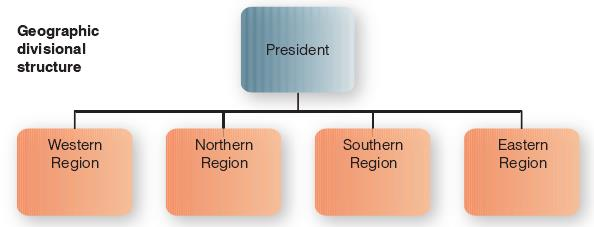 Geographic
divisional
structure
President
Western
Region
Northern
Region
Southern
Region
Eastern
Region